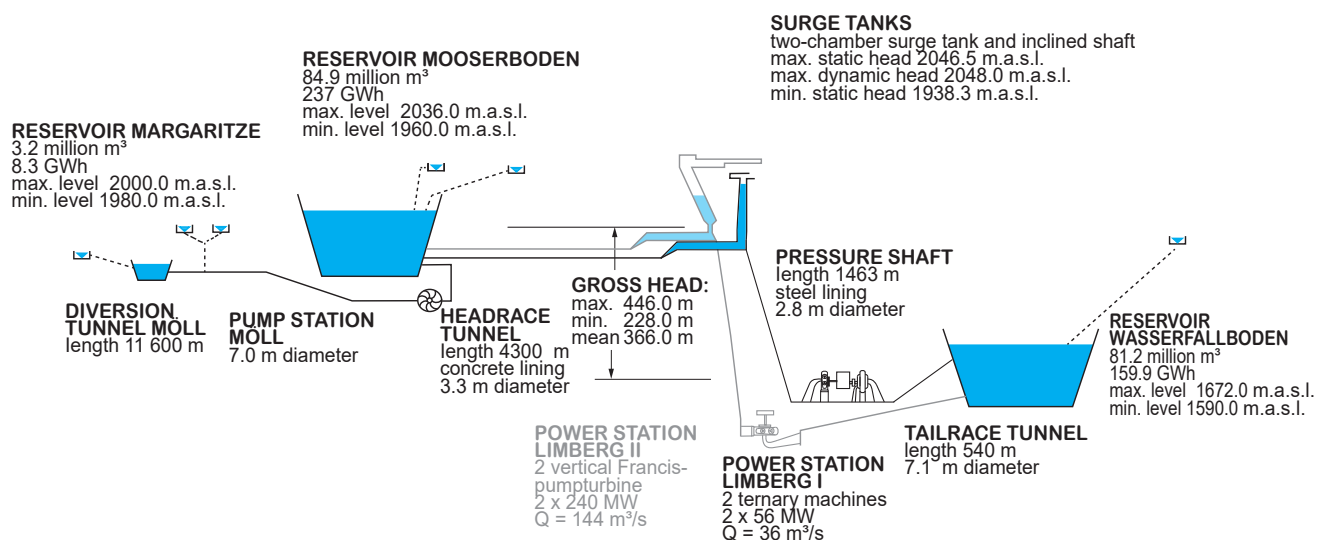 SURGE TANKS
two-chamber surge tank and inclined shaft
max. static head 2046.5 m.a.s.l.
max. dynamic head 2048.0 m.a.s.l.
min. static head 1938.3 m.a.s.l.
RESERVOIR MOOSERBODEN
84.9 million m³
237 GWh
max. level 2036.0 m.a.s.l.
min. level 1960.0 m.a.s.l.
RESERVOIR MARGARITZE
3.2 million m³
8.3 GWh
max. level 2000.0 m.a.s.l.
min. level 1980.0 m.a.s.l.
DIVERSION
TUNNEL MÖLL
length 11 600 m
PUMP STATION
MÖLL
7.0 m diameter
HEADRACE
TUNNEL
length 4300 m
concrete lining
3.3 m diameter
GROSS HEAD:
max. 446.0 m
min. 228.0 m
mean 366.0 m
PRESSURE SHAFT
length 1463 m
steel lining
2.8 m diameter
RESERVOIR
WASSERFALLBODEN
81.2 million m³
159.9 GWh
max. level 1672.0 m.a.s.l.
min. level 1590.0 m.a.s.l.
POWER STATION
LIMBERG II
2 vertical Francis-
pumpturbine
2 x 240 MW
Q = 144 m³/s
POWER STATION
LIMBERG I
2 ternary machines
2 x 56 MW
Q = 36 m³/s
TAILRACE TUNNEL
length 540 m
7.1 m diameter